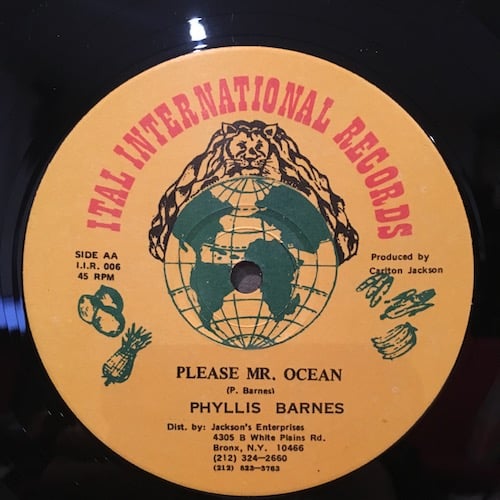 ITAL INTERNATIONAL RECORDS
SIDE AA
I.I.R. 006
45 RPM
Produced by
Carlton Jackson
PLEASE MR. OCEAN
(P. Barnes)
PHYLLIS BARNES
Dist. by: Jackson's Enterprises
4305 B White Plains Rd.
Bronx, N.Y. 10466
(212) 324-2660
(212) 823-3763